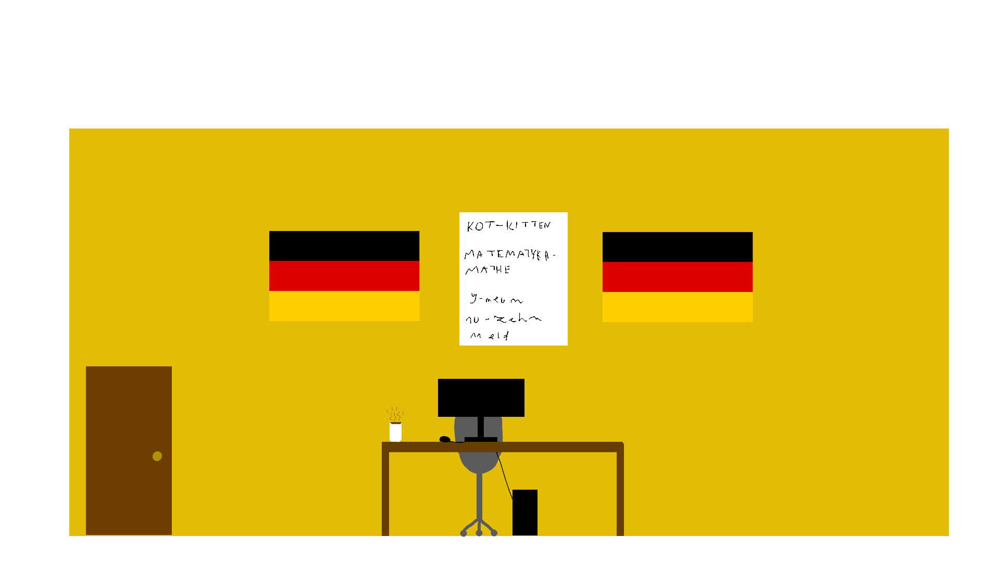 KOT-KITTEN
MATEMATYKA-
MATHE
9-neun
10-zehn